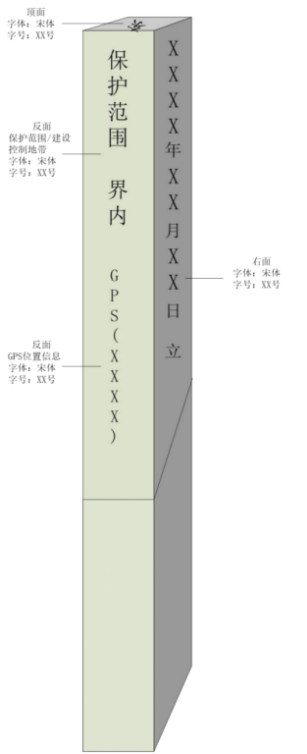 顶面
字体：宋体
字号：XX号
反面
保护范围/建设
控制地带
字体：宋体
字号：XX号
保护范围 界内
GPS(XXXX)
XXXX年XX月XX日 立
右面
字体：宋体
字号：XX号
反面
GPS位置信息
字体：宋体
字号：XX号